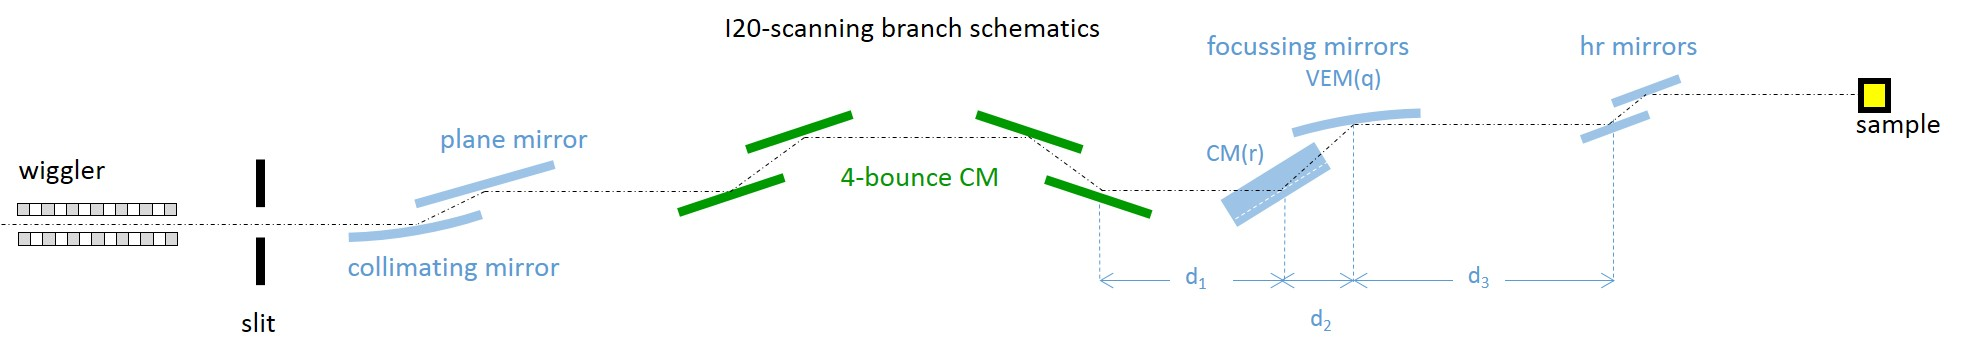 I20-scanning branch schematics
focussing mirrors
VEM(q)
hr mirrors
plane mirror
wiggler
CM(r)
4-bounce CM
sample
collimating mirror
d1
d3
d2
slit